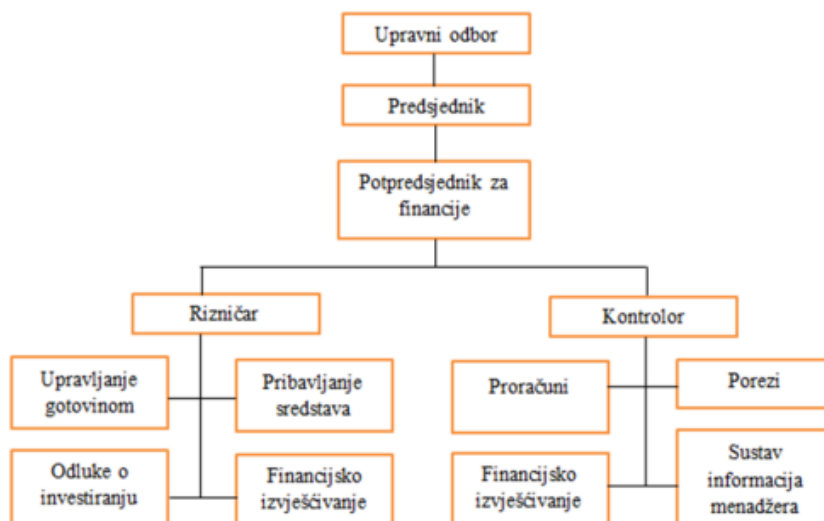 Upravni odbor
Predsjednik
Potpredsjednik za
financije
Rizničar
Kontrolor
Upravljanje
gotovinom
Pribavljanje
sredstava
Proračuni
Porezi
Odluke o
investiranju
Financijsko
izvješćivanje
Financijsko
izvješćivanje
Sustav
informacija
menadžera